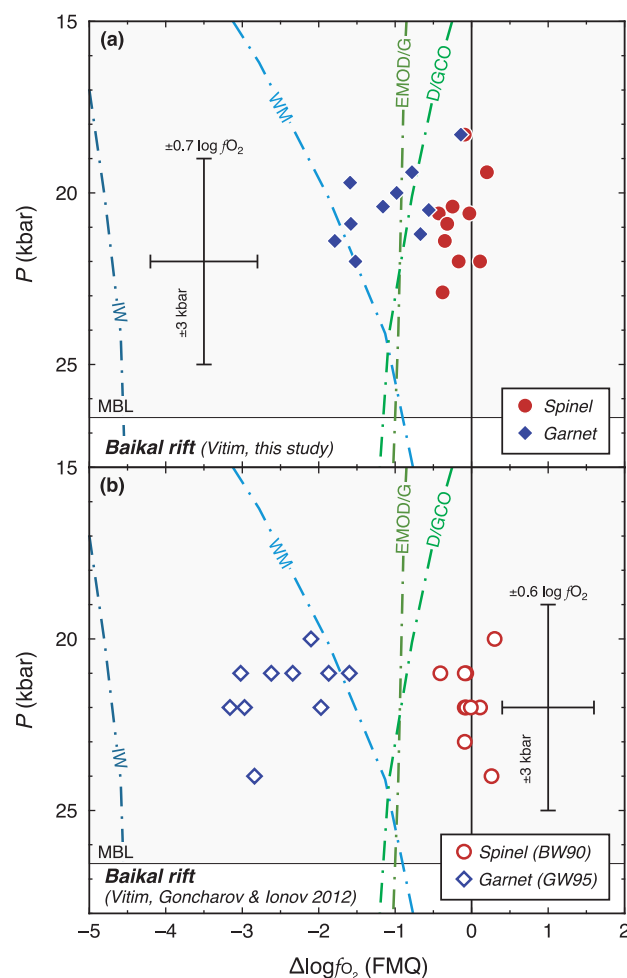 15
(a)
WM
EMOD/G
D/GCO
±0.7 log fO2
20
P (kbar)
±3 kbar
IW
25
MBL
Spinel
Garnet
Baikal rift (Vitim, this study)
15
(b)
WM
EMOD/G
D/GCO
±0.6 log fO2
20
P (kbar)
±3 kbar
IW
25
MBL
Spinel (BW90)
Garnet (GW95)
Baikal rift
(Vitim, Goncharov & Ionov 2012)
−5 −4 −3 −2 −1 0 1 2
ΔlogfO2 (FMQ)